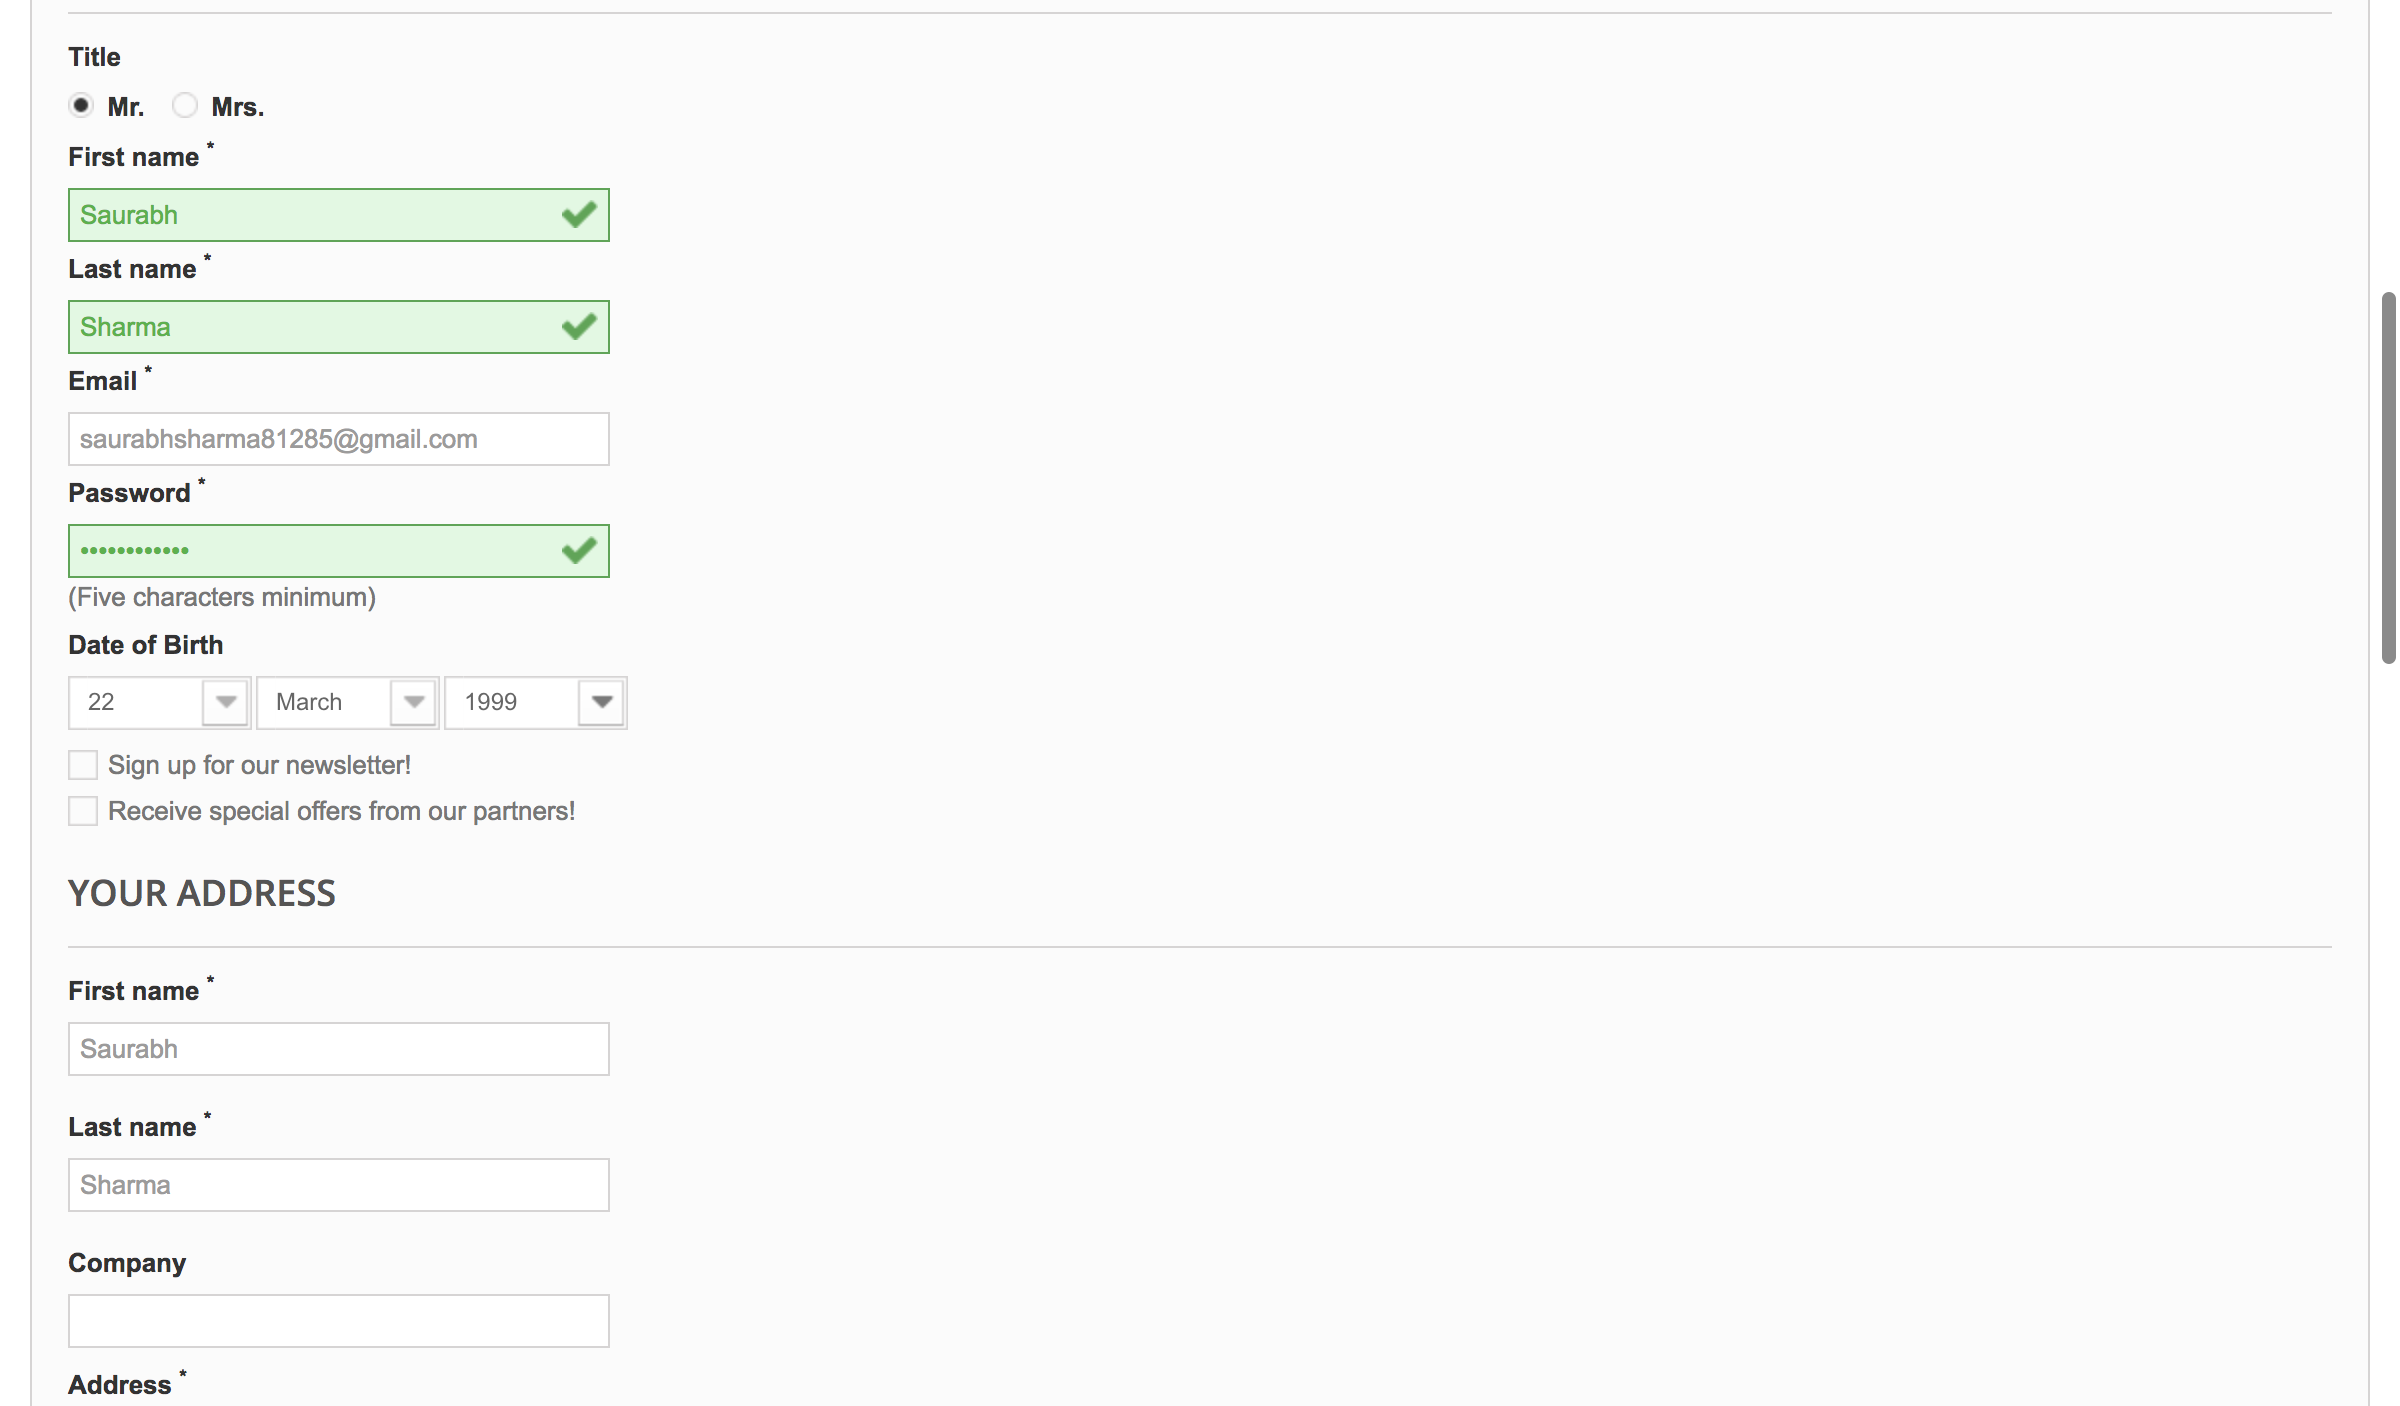 Title
Mr. Mrs.
First name *
Saurabh
Last name *
Sharma
Email *
saurabhsharma81285@gmail.com
Password *
••••••••••••
(Five characters minimum)
Date of Birth
22 March 1999
Sign up for our newsletter!
Receive special offers from our partners!
YOUR ADDRESS
First name *
Saurabh
Last name *
Sharma
Company
Address *